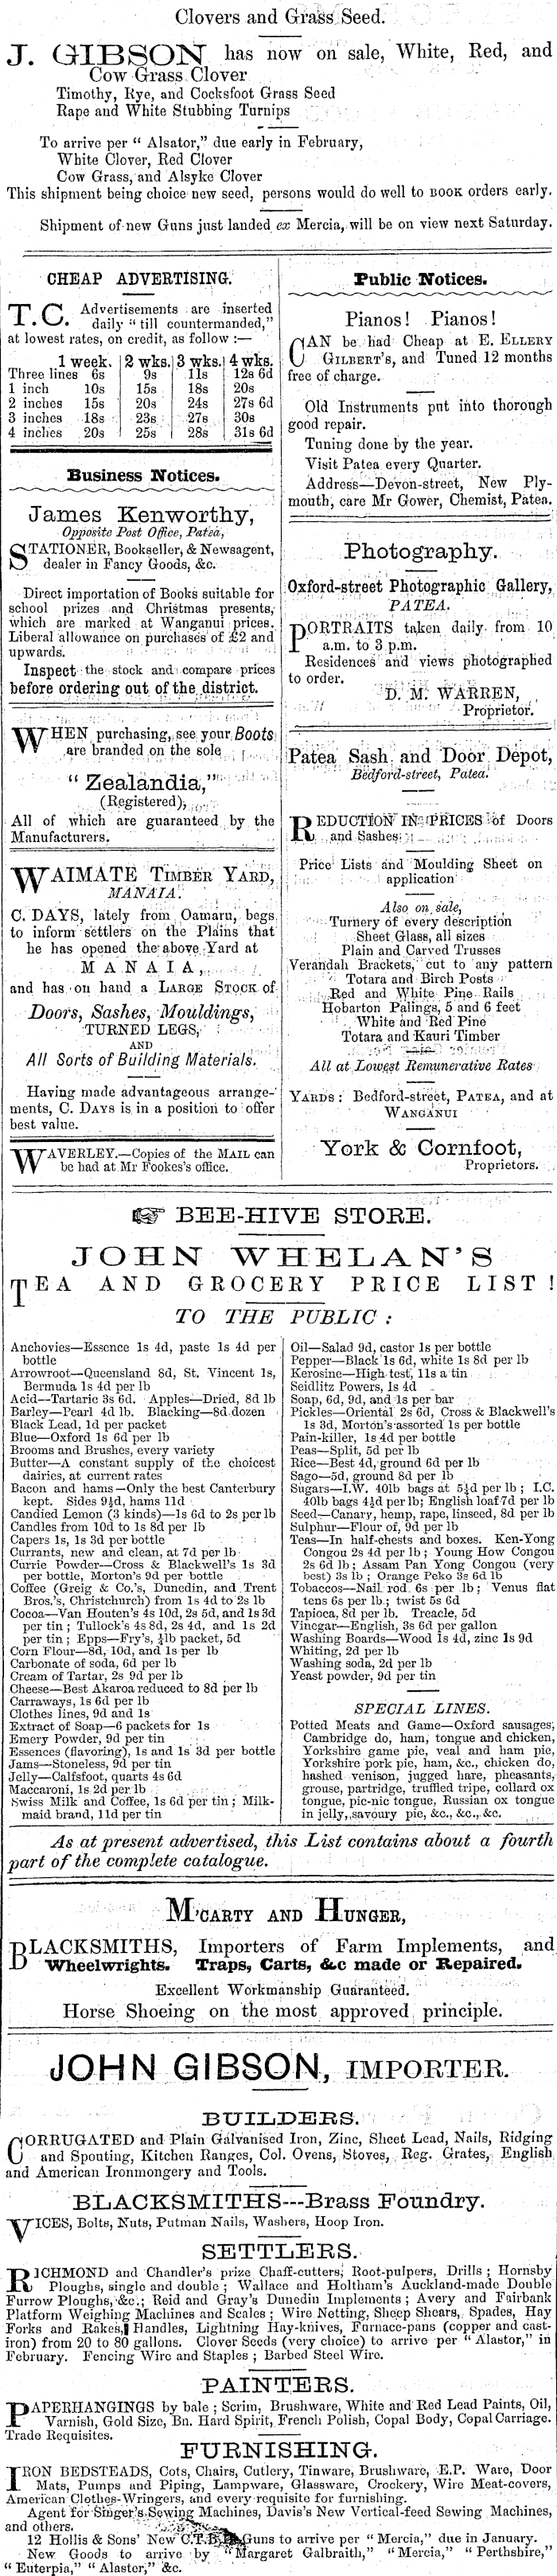 Clovers and Grass Seed.
J. GIBSON has now on sale, White, Red, and
Cow Grass Clover
Timothy, Rye, and Cocksfoot Grass Seed
Rape and White Stubbing Turnips
To arrive per "Alsator," due early in February,
White Clover, Red Clover
Cow Grass, and Alsyke Clover
This shipment being choice new seed, persons would do well to BOOK orders early.
Shipment of new Guns just landed ex Mercia, will be on view next Saturday.
CHEAP ADVERTISING.
T.C. Advertisements are inserted
daily "till countermanded,"
at lowest rates, on credit, as follow :—
1 week. 2 wks. 3 wks. 4 wks.
Three lines 6s 9s 11s 12s 6d
1 inch 10s 15s 18s 20s
2 inches 15s 20s 24s 27s 6d
3 inches 18s 23s 27s 30s
4 inches 20s 25s 28s 31s 6d
Business Notices.
James Kenworthy,
Opposite Post Office, Patea,
STATIONER, Bookseller, & Newsagent,
dealer in Fancy Goods, &c.
Direct importation of Books suitable for
school prizes and Christmas presents,
which are marked at Wanganui prices.
Liberal allowance on purchases of £2 and
upwards.
Inspect the stock and compare prices
before ordering out of the district.
WHEN purchasing, see your Boots
are branded on the sole
"Zealandia,"
(Registered),
All of which are guaranteed by the
Manufacturers.
WAIMATE TIMBER YARD,
MANAIA.
C. DAYS, lately from Oamaru, begs
to inform settlers on the Plains that
he has opened the above Yard at
MANAIA,
and has on hand a LARGE STOCK of
Doors, Sashes, Mouldings,
TURNED LEGS,
AND
All Sorts of Building Materials.
Having made advantageous arrange-
ments, C. DAYS is in a position to offer
best value.
WAVERLEY.—Copies of the MAIL can
be had at Mr Fookes's office.
Public Notices.
Pianos! Pianos!
CAN be had Cheap at E. ELLERY
GILBERT'S, and Tuned 12 months
free of charge.
Old Instruments put into thorough
good repair.
Tuning done by the year.
Visit Patea every Quarter.
Address—Devon-street, New Ply-
mouth, care Mr Gower, Chemist, Patea.
Photography.
Oxford-street Photographic Gallery,
PATEA.
PORTRAITS taken daily from 10
a.m. to 3 p.m.
Residences and views photographed
to order.
D. M. WARREN,
Proprietor.
Patea Sash and Door Depot,
Bedford-street, Patea.
REDUCTION IN PRICES of Doors
and Sashes
Price Lists and Moulding Sheet on
application
Also on sale,
Turnery of every description
Sheet Glass, all sizes
Plain and Carved Trusses
Verandah Brackets, cut to any pattern
Totara and Birch Posts
Red and White Pine Rails
Hobarton Palings, 5 and 6 feet
White and Red Pine
Totara and Kauri Timber
All at Lowest Remunerative Rates
YARDS : Bedford-street, PATEA, and at
WANGANUI
York & Cornfoot,
Proprietors.
☞ BEE-HIVE STORE.
JOHN WHELAN'S
TEA AND GROCERY PRICE LIST!
TO THE PUBLIC :
Anchovies—Essence 1s 4d, paste 1s 4d per
bottle
Arrowroot—Queensland 8d, St. Vincent 1s,
Bermuda 1s 4d per lb
Acid—Tartaric 3s 6d. Apples—Dried, 8d lb
Barley—Pearl 4d lb. Blacking—8d dozen
Black Lead, 1d per packet
Blue—Oxford 1s 6d per lb
Brooms and Brushes, every variety
Butter—A constant supply of the choicest
dairies, at current rates
Bacon and hams—Only the best Canterbury
kept. Sides 9½d, hams 11d
Candied Lemon (3 kinds)—1s 6d to 2s per lb
Candles from 10d to 1s 8d per lb
Capers 1s, 1s 3d per bottle
Currants, new and clean, at 7d per lb
Currie Powder—Cross & Blackwell's 1s 3d
per bottle, Morton's 9d per bottle
Coffee (Greig & Co.'s, Dunedin, and Trent
Bros.'s, Christchurch) from 1s 4d to 2s lb
Cocoa—Van Houten's 4s 10d, 2s 5d, and 1s 3d
per tin ; Tullock's 4s 8d, 2s 4d, and 1s 2d
per tin ; Epps—Fry's, ¼lb packet, 5d
Corn Flour—8d, 10d, and 1s per lb
Carbonate of soda, 6d per lb
Cream of Tartar, 2s 9d per lb
Cheese—Best Akaroa reduced to 8d per lb
Carraways, 1s 6d per lb
Clothes lines, 9d and 1s
Extract of Soap—6 packets for 1s
Emery Powder, 9d per tin
Essences (flavoring), 1s and 1s 3d per bottle
Jams—Stoneless, 9d per tin
Jelly—Calfsfoot, quarts 4s 6d
Maccaroni, 1s 2d per lb
Swiss Milk and Coffee, 1s 6d per tin ; Milk-
maid brand, 11d per tin
Oil—Salad 9d, castor 1s per bottle
Pepper—Black 1s 6d, white 1s 8d per lb
Kerosine—High test, 11s a tin
Seidlitz Powers, 1s 4d
Soap, 6d, 9d, and 1s per bar
Pickles—Oriental 2s 6d, Cross & Blackwell's
1s 3d, Morton's assorted 1s per bottle
Pain-killer, 1s 4d per bottle
Peas—Split, 5d per lb
Rice—Best 4d, ground 6d per lb
Sago—5d, ground 8d per lb
Sugars—I.W. 40lb bags at 5¼d per lb ; I.C.
40lb bags 4½d per lb; English loaf 7d per lb
Seed—Canary, hemp, rape, linseed, 8d per lb
Sulphur—Flour of, 9d per lb
Teas—In half-chests and boxes. Ken-Yong
Congou 2s 4d per lb ; Young How Congou
2s 6d lb ; Assam Pan Yong Congou (very
best) 3s lb ; Orange Peko 3s 6d lb
Tobaccos—Nail rod 6s per lb ; Venus flat
tens 6s per lb.; twist 5s 6d
Tapioca, 8d per lb. Treacle, 5d
Vinegar—English, 3s 6d per gallon
Washing Boards—Wood 1s 4d, zinc 1s 9d
Whiting, 2d per lb
Washing soda, 2d per lb
Yeast powder, 9d per tin
SPECIAL LINES.
Potted Meats and Game—Oxford sausages,
Cambridge do, ham, tongue and chicken,
Yorkshire game pie, veal and ham pie,
Yorkshire pork pie, ham, &c., chicken do,
hashed venison, jugged hare, pheasants,
grouse, partridge, truffled tripe, collard ox
tongue, pic-nic tongue, Russian ox tongue
in jelly, savoury pie, &c., &c., &c.
As at present advertised, this List contains about a fourth
part of the complete catalogue.
M'CARTY AND HUNGER,
BLACKSMITHS, Importers of Farm Implements, and
Wheelwrights. Traps, Carts, &c made or Repaired.
Excellent Workmanship Guaranteed.
Horse Shoeing on the most approved principle.
JOHN GIBSON, IMPORTER.
BUILDERS.
CORRUGATED and Plain Galvanised Iron, Zinc, Sheet Lead, Nails, Ridging
and Spouting, Kitchen Ranges, Col. Ovens, Stoves, Reg. Grates, English
and American Ironmongery and Tools.
BLACKSMITHS---Brass Foundry.
VICES, Bolts, Nuts, Putman Nails, Washers, Hoop Iron.
SETTLERS.
RICHMOND and Chandler's prize Chaff-cutters, Root-pulpers, Drills ; Hornsby
Ploughs, single and double ; Wallace and Holtham's Auckland-made Double
Furrow Ploughs, &c.; Reid and Gray's Dunedin Implements ; Avery and Fairbank
Platform Weighing Machines and Scales ; Wire Netting, Sheep Shears, Spades, Hay
Forks and Rakes, Handles, Lightning Hay-knives, Furnace-pans (copper and cast-
iron) from 20 to 80 gallons. Clover Seeds (very choice) to arrive per "Alastor," in
February. Fencing Wire and Staples ; Barbed Steel Wire.
PAINTERS.
PAPERHANGINGS by bale ; Scrim, Brushware, White and Red Lead Paints, Oil,
Varnish, Gold Size, Bn. Hard Spirit, French Polish, Copal Body, Copal Carriage.
Trade Requisites.
FURNISHING.
IRON BEDSTEADS, Cots, Chairs, Cutlery, Tinware, Brushware, E.P. Ware, Door
Mats, Pumps and Piping, Lampware, Glassware, Crockery, Wire Meat-covers,
American Clothes-Wringers, and every requisite for furnishing.
Agent for Singer's Sewing Machines, Davis's New Vertical-feed Sewing Machines,
and others.
12 Hollis & Sons' New Guns to arrive per "Mercia," due in January.
New Goods to arrive by "Margaret Galbraith," "Mercia," "Perthshire,"
"Euterpia," "Alaster," &c.